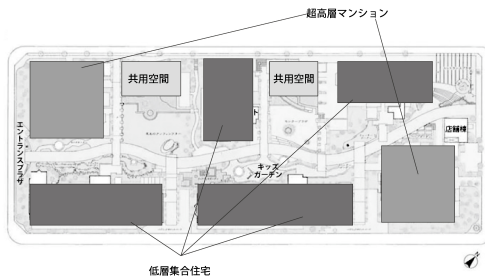 超高層マンション
共用空間
共用空間
店舗棟
エントランスプラザ
キッズ
ガーデン
低層集合住宅